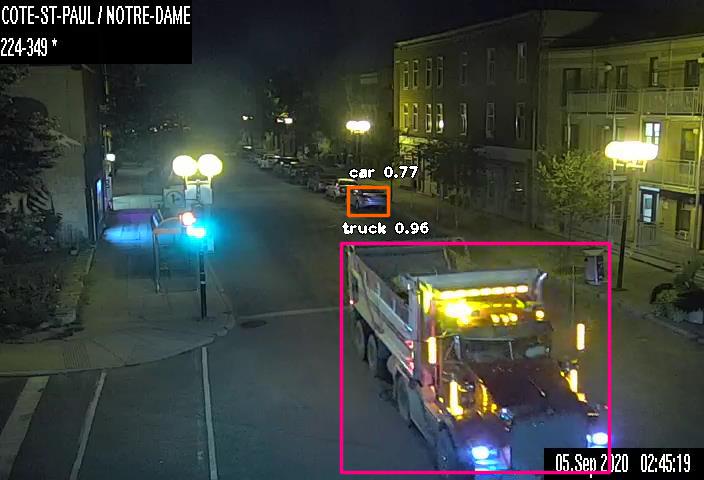 COTE-ST-PAUL / NOTRE-DAME
224-349 *
car 0.77
truck 0.96
05.Sep 2020 02:45:19